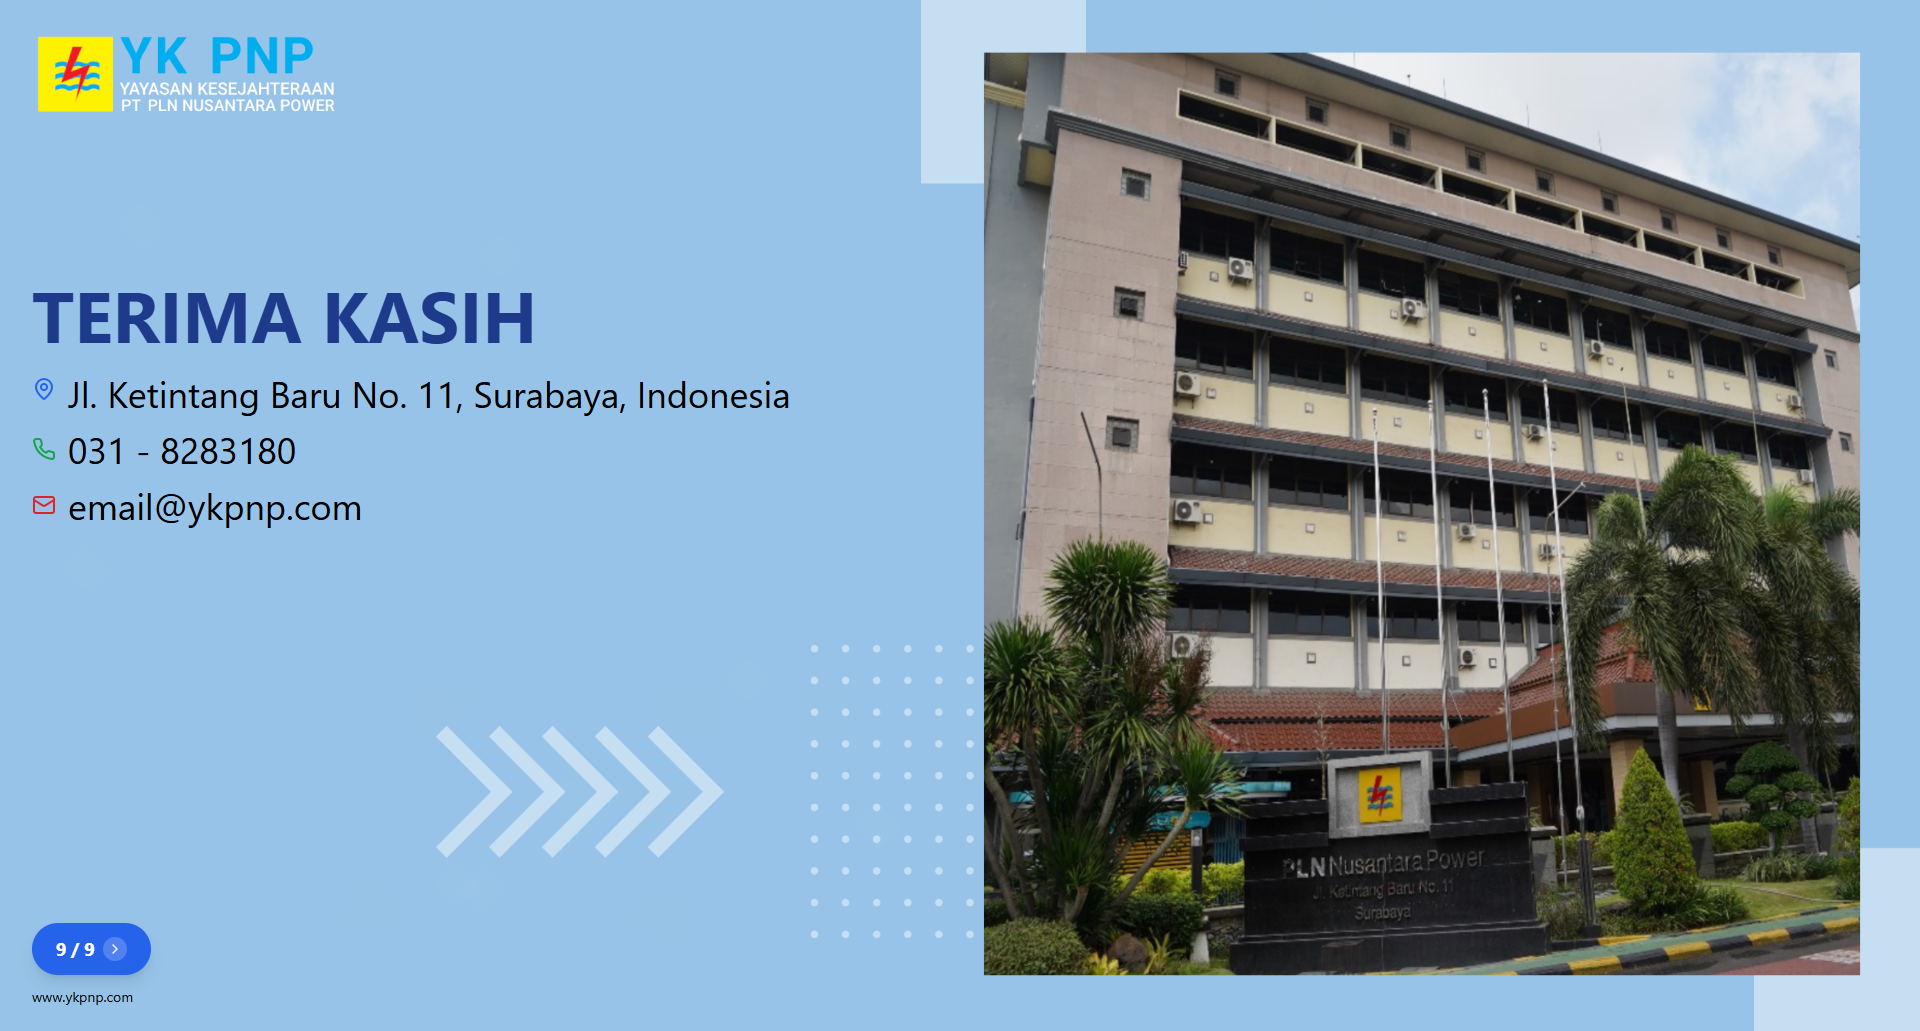 YK PNP
YAYASAN KESEJAHTERAAN
PT PLN NUSANTARA POWER
TERIMA KASIH
Jl. Ketintang Baru No. 11, Surabaya, Indonesia
031 - 8283180
email@ykpnp.com
PLN Nusantara Power
Jl. Ketintang Baru No. 11
Surabaya
9 / 9
www.ykpnp.com